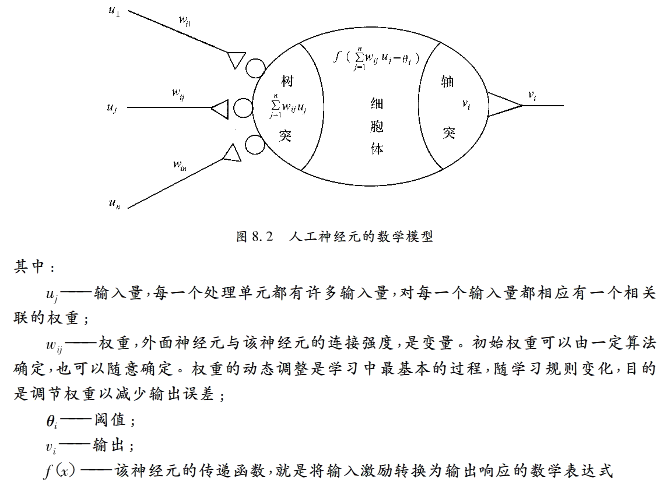 u₁
w_{i1}
f(∑_{j=1}^{n} w_{ij} u_j − θ_i)
树
轴
u_j
w_{ij}
∑_{j=1}^{n} w_{ij} u_j
细
胞
体
v_i
v_i
突
突
w_{in}
u_n
图 8.2 人工神经元的数学模型
其中:
u_j——输入量,每一个处理单元都有许多输入量,对每一个输入量都相应有一个相关
联的权重;
w_{ij}——权重,外面神经元与该神经元的连接强度,是变量。初始权重可以由一定算法
确定,也可以随意确定。权重的动态调整是学习中最基本的过程,随学习规则变化,目的
是调节权重以减少输出误差;
θ_i——阈值;
v_i——输出;
f(x)——该神经元的传递函数,就是将输入激励转换为输出响应的数学表达式